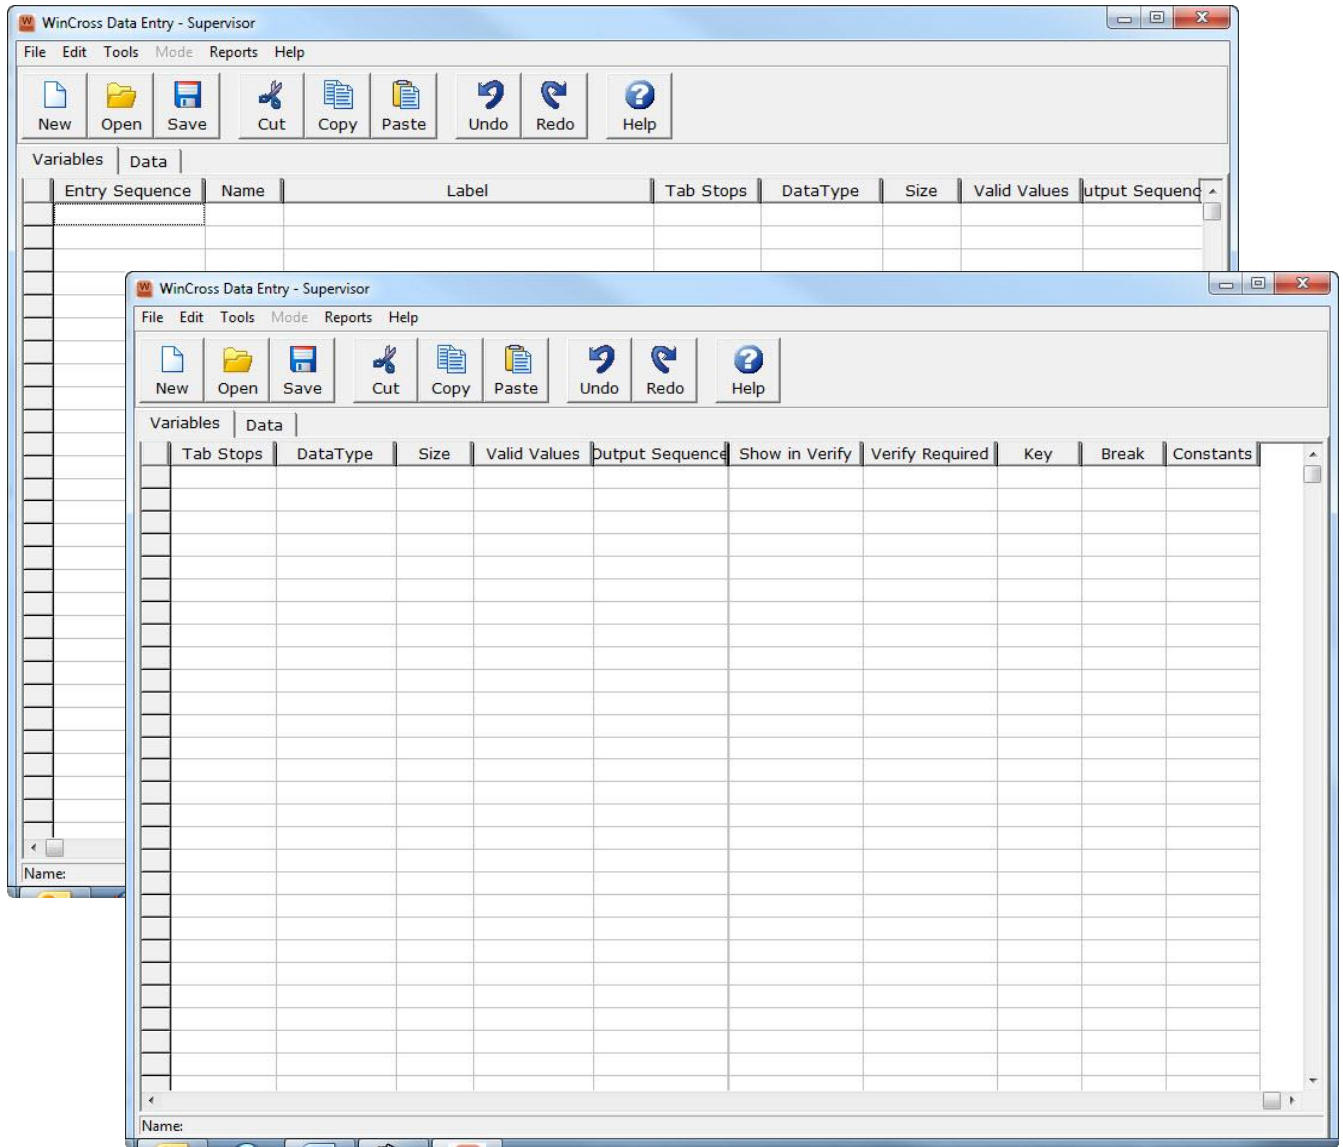 WinCross Data Entry - Supervisor
File Edit Tools Mode Reports Help
New Open Save Cut Copy Paste Undo Redo Help
Variables Data
Entry Sequence Name Label Tab Stops DataType Size Valid Values utput Sequenc
Name:
WinCross Data Entry - Supervisor
File Edit Tools Mode Reports Help
New Open Save Cut Copy Paste Undo Redo Help
Variables Data
Tab Stops DataType Size Valid Values Output Sequence Show in Verify Verify Required Key Break Constants
Name: